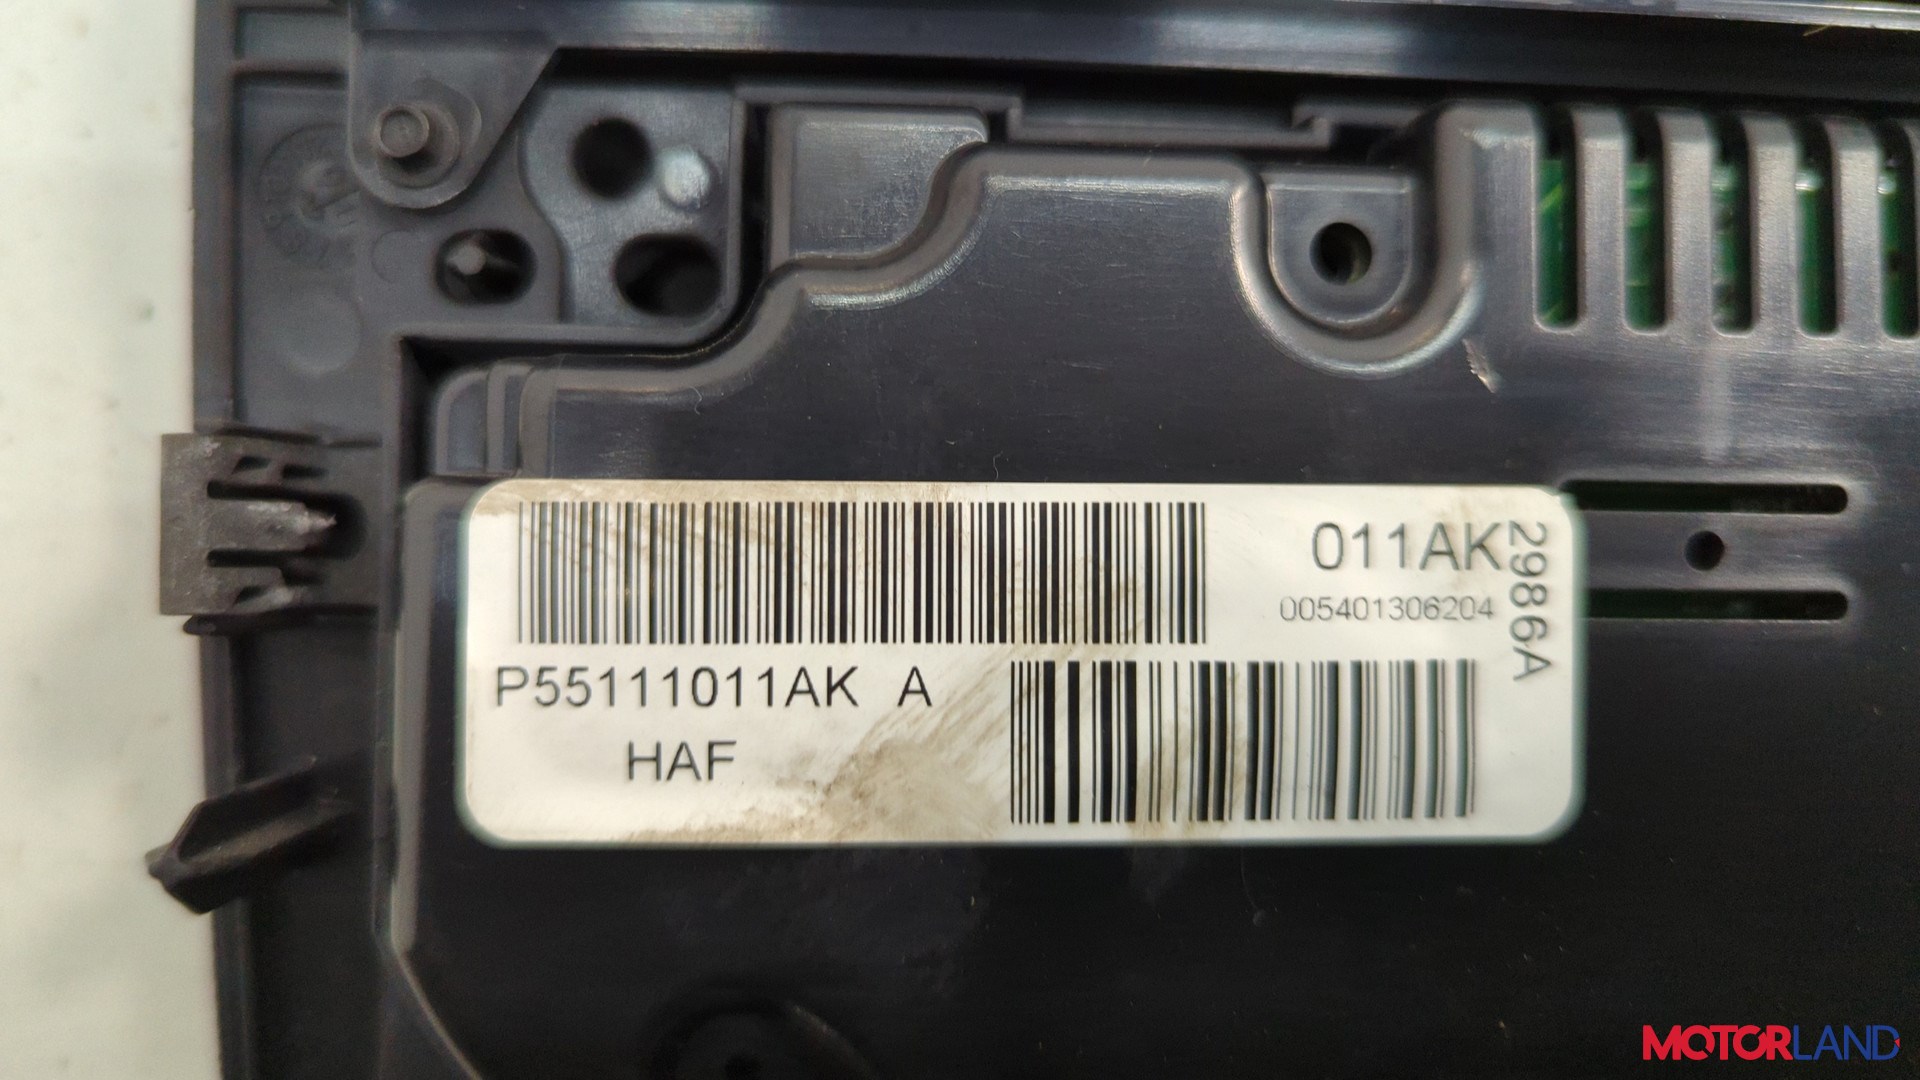 011AK
005401306204
2986A
P55111011AK A
HAF
MOTORLAND